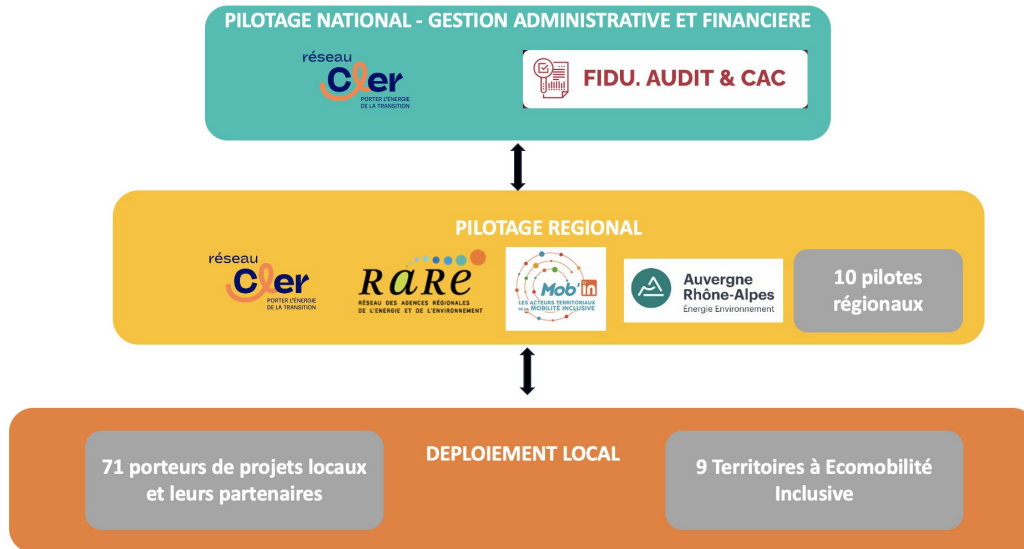 PILOTAGE NATIONAL - GESTION ADMINISTRATIVE ET FINANCIERE
réseau
Cler
PORTER L'ÉNERGIE
DE LA TRANSITION
FIDU. AUDIT & CAC
PILOTAGE REGIONAL
réseau
Cler
PORTER L'ÉNERGIE
DE LA TRANSITION
RARE
RÉSEAU DES AGENCES RÉGIONALES
DE L'ENERGIE ET DE L'ENVIRONNEMENT
Mob'in
LES ACTEURS TERRITORIAUX
DE LA MOBILITÉ INCLUSIVE
Auvergne
Rhône-Alpes
Énergie Environnement
10 pilotes
régionaux
DEPLOIEMENT LOCAL
71 porteurs de projets locaux
et leurs partenaires
9 Territoires à Ecomobilité
Inclusive